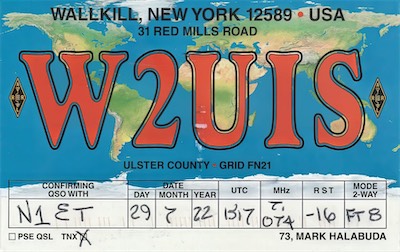 WALLKILL, NEW YORK 12589 • USA
31 RED MILLS ROAD
W2UIS
ULSTER COUNTY • GRID FN21
CONFIRMING QSO WITH DAY DATE MONTH YEAR UTC MHz R S T MODE 2-WAY
N1ET 29 7 22 1317 7.074 -16 FT8
PSE QSL TNX X 73, MARK HALABUDA